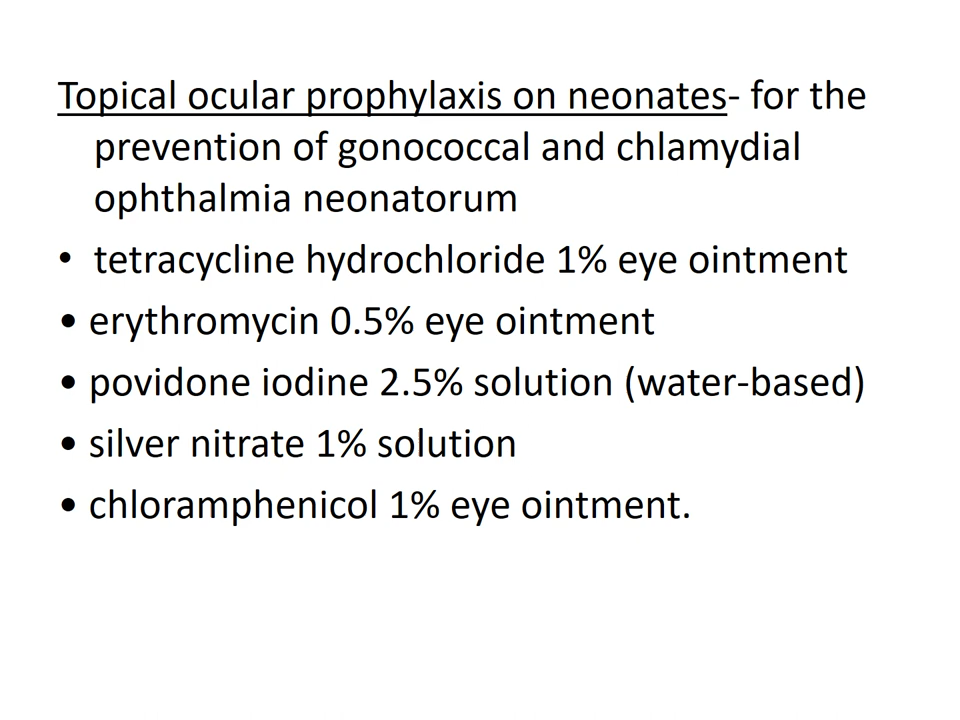 Topical ocular prophylaxis on neonates- for the
prevention of gonococcal and chlamydial
ophthalmia neonatorum
• tetracycline hydrochloride 1% eye ointment
• erythromycin 0.5% eye ointment
• povidone iodine 2.5% solution (water-based)
• silver nitrate 1% solution
• chloramphenicol 1% eye ointment.